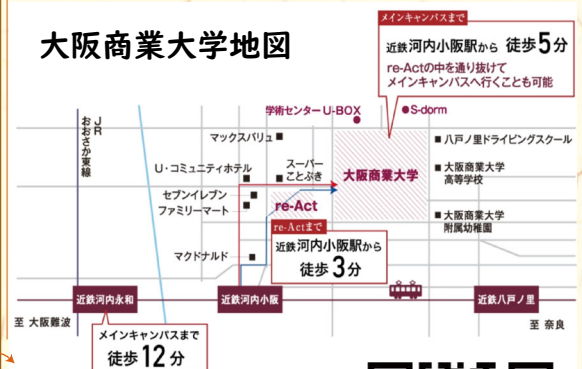 大阪商業大学地図
メインキャンパスまで
近鉄河内小阪駅から 徒歩5分
re-Actの中を通り抜けて
メインキャンパスへ行くことも可能
学術センターU-BOX
S-dorm
JR
おおさか東線
マックスバリュ
八戸ノ里ドライビングスクール
U・コミュニティホテル
スーパー
ことぶき
大阪商業大学
大阪商業大学
高等学校
セブンイレブン
ファミリーマート
re-Act
大阪商業大学
附属幼稚園
re-Actまで
近鉄河内小阪駅から
徒歩3分
マクドナルド
近鉄河内永和
近鉄河内小阪
近鉄八戸ノ里
至 大阪難波
至 奈良
メインキャンパスまで
徒歩12分